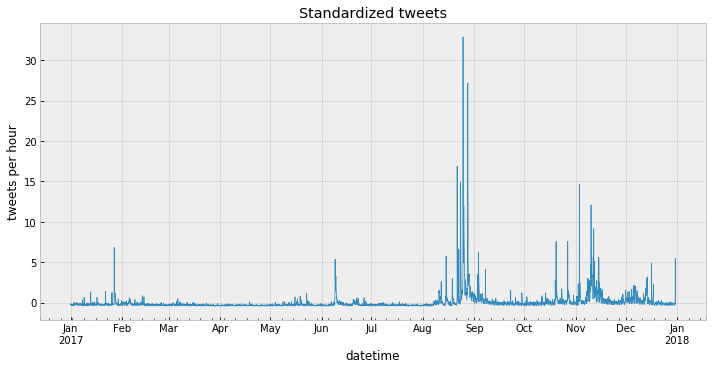 Standardized tweets
tweets per hour
30
25
20
15
10
5
0
Jan Feb Mar Apr May Jun Jul Aug Sep Oct Nov Dec Jan
2017 2018
datetime